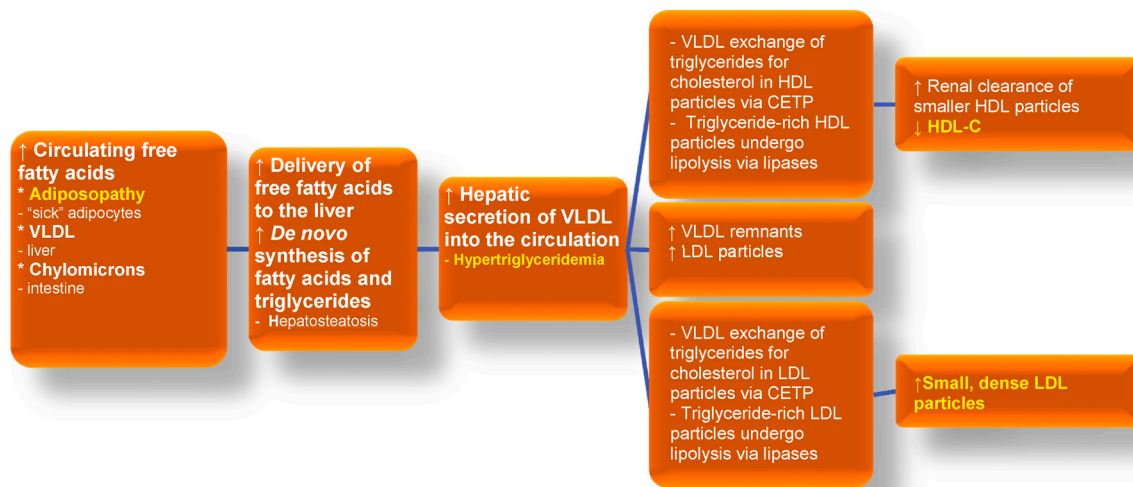 ↑ Circulating free
fatty acids
* Adiposopathy
- “sick” adipocytes
* VLDL
- liver
* Chylomicrons
- intestine
↑ Delivery of
free fatty acids
to the liver
↑ De novo
synthesis of
fatty acids and
triglycerides
- Hepatosteatosis
↑ Hepatic
secretion of VLDL
into the circulation
- Hypertriglyceridemia
- VLDL exchange of
triglycerides for
cholesterol in HDL
particles via CETP
- Triglyceride-rich HDL
particles undergo
lipolysis via lipases
↑ Renal clearance of
smaller HDL particles
↓ HDL-C
↑ VLDL remnants
↑ LDL particles
- VLDL exchange of
triglycerides for
cholesterol in LDL
particles via CETP
- Triglyceride-rich LDL
particles undergo
lipolysis via lipases
↑Small, dense LDL
particles